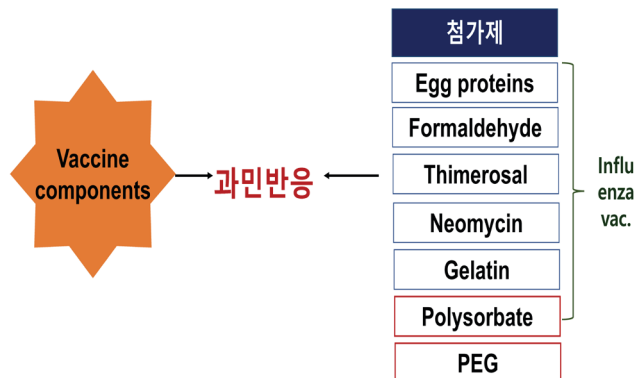 첨가제
Egg proteins
Formaldehyde
Thimerosal
Neomycin
Gelatin
Polysorbate
PEG
Vaccine
components
과민반응
Influ
enza
vac.